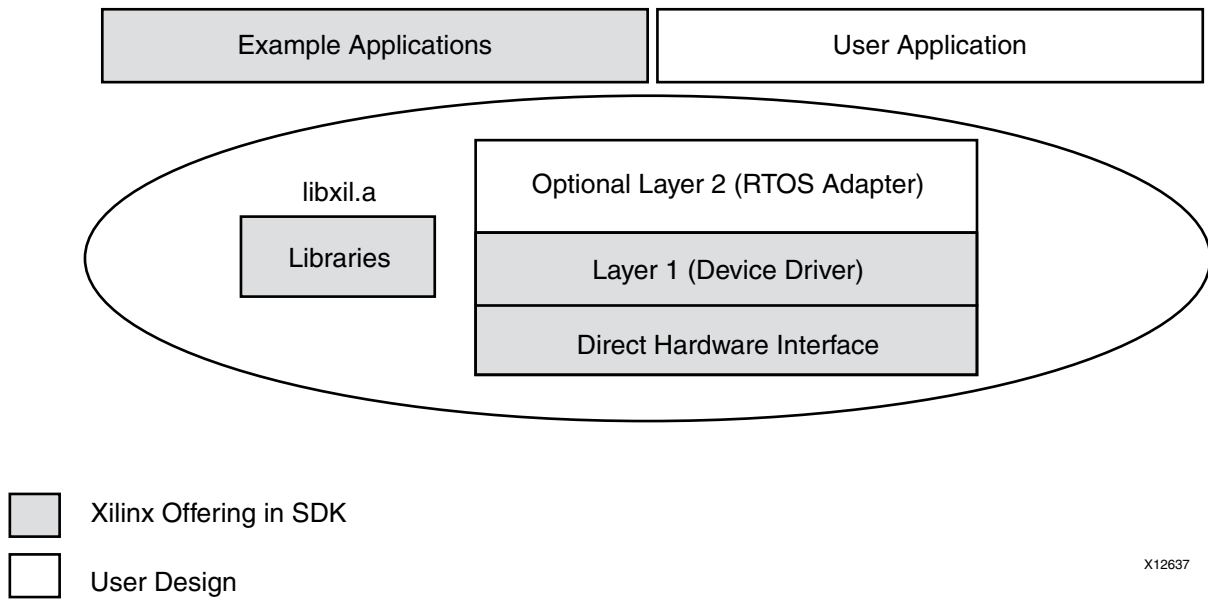 Example Applications
User Application
libxil.a
Libraries
Optional Layer 2 (RTOS Adapter)
Layer 1 (Device Driver)
Direct Hardware Interface
Xilinx Offering in SDK
User Design
X12637